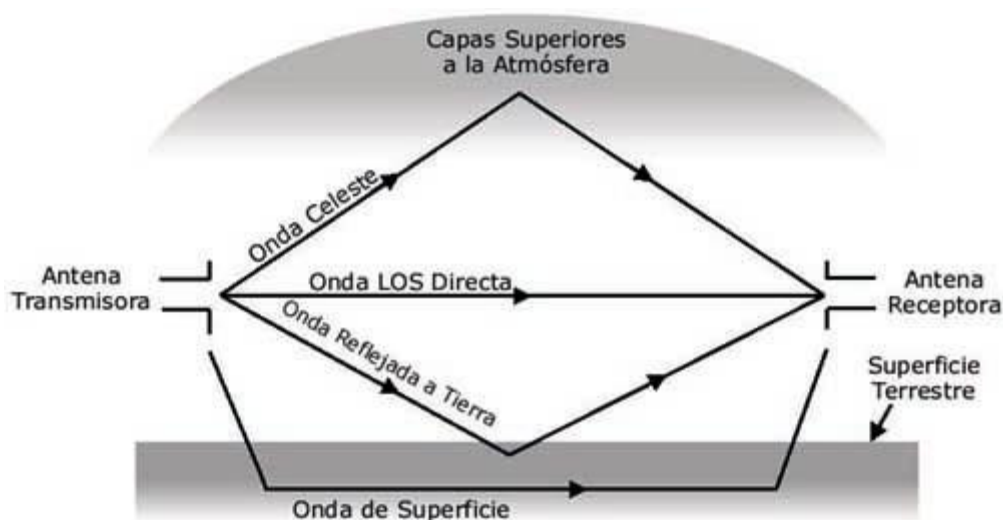 Capas Superiores
a la Atmósfera
Onda Celeste
Antena
Transmisora
Onda LOS Directa
Antena
Receptora
Onda Reflejada a Tierra
Superficie
Terrestre
Onda de Superficie